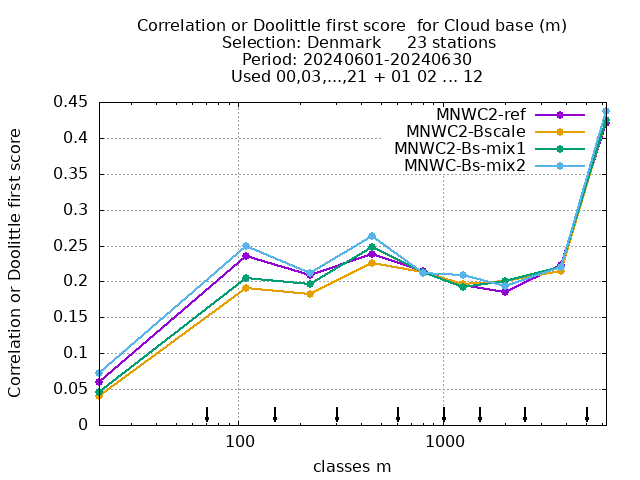 Correlation or Doolittle first score  for Cloud base (m)
Selection: Denmark     23 stations
Period: 20240601-20240630
Used 00,03,...,21 + 01 02 ... 12
Correlation or Doolittle first score
0.45
0.4
0.35
0.3
0.25
0.2
0.15
0.1
0.05
0
MNWC2-ref
MNWC2-Bscale
MNWC2-Bs-mix1
MNWC-Bs-mix2
100
1000
classes m